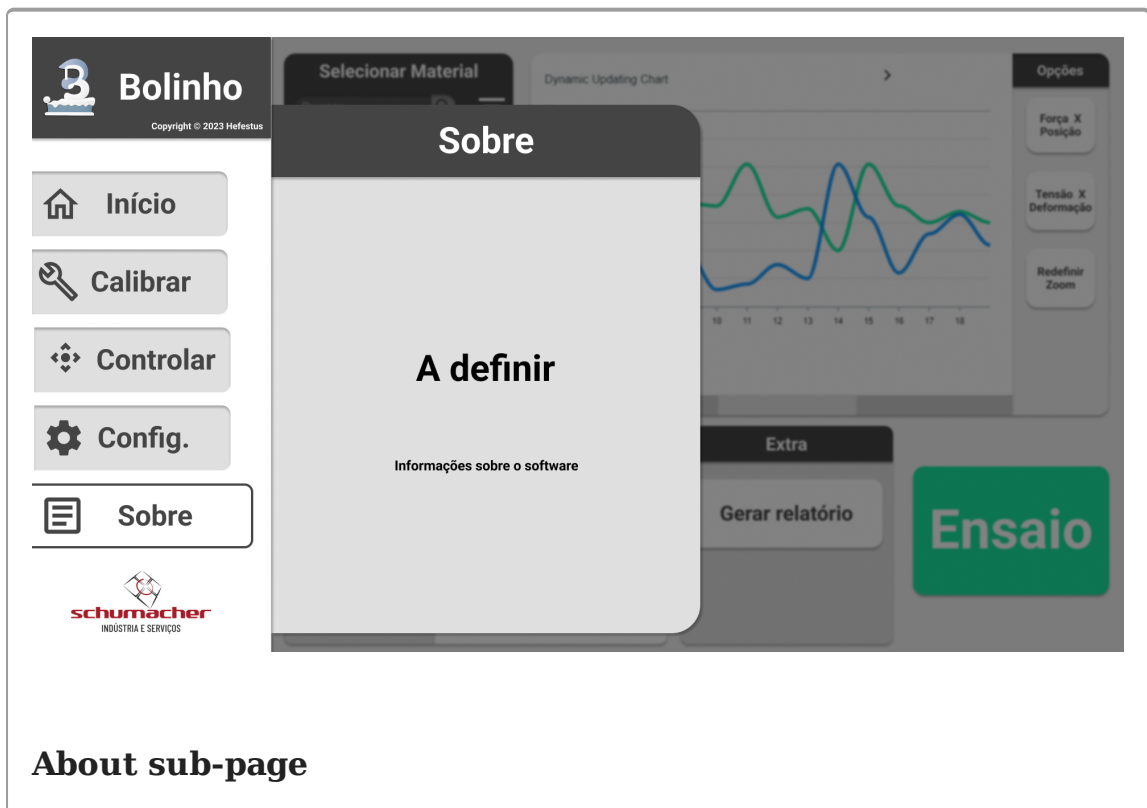 Bolinho
Copyright © 2023 Hefestus
Início
Calibrar
Controlar
Config.
Sobre
schumacher
INDÚSTRIA E SERVIÇOS
Selecionar Material
Sobre
A definir
Informações sobre o software
Dynamic Updating Chart
10 11 12 13 14 15 16 17 18
Opções
Força X
Posição
Tensão X
Deformação
Redefinir
Zoom
Extra
Gerar relatório
Ensaio
About sub-page